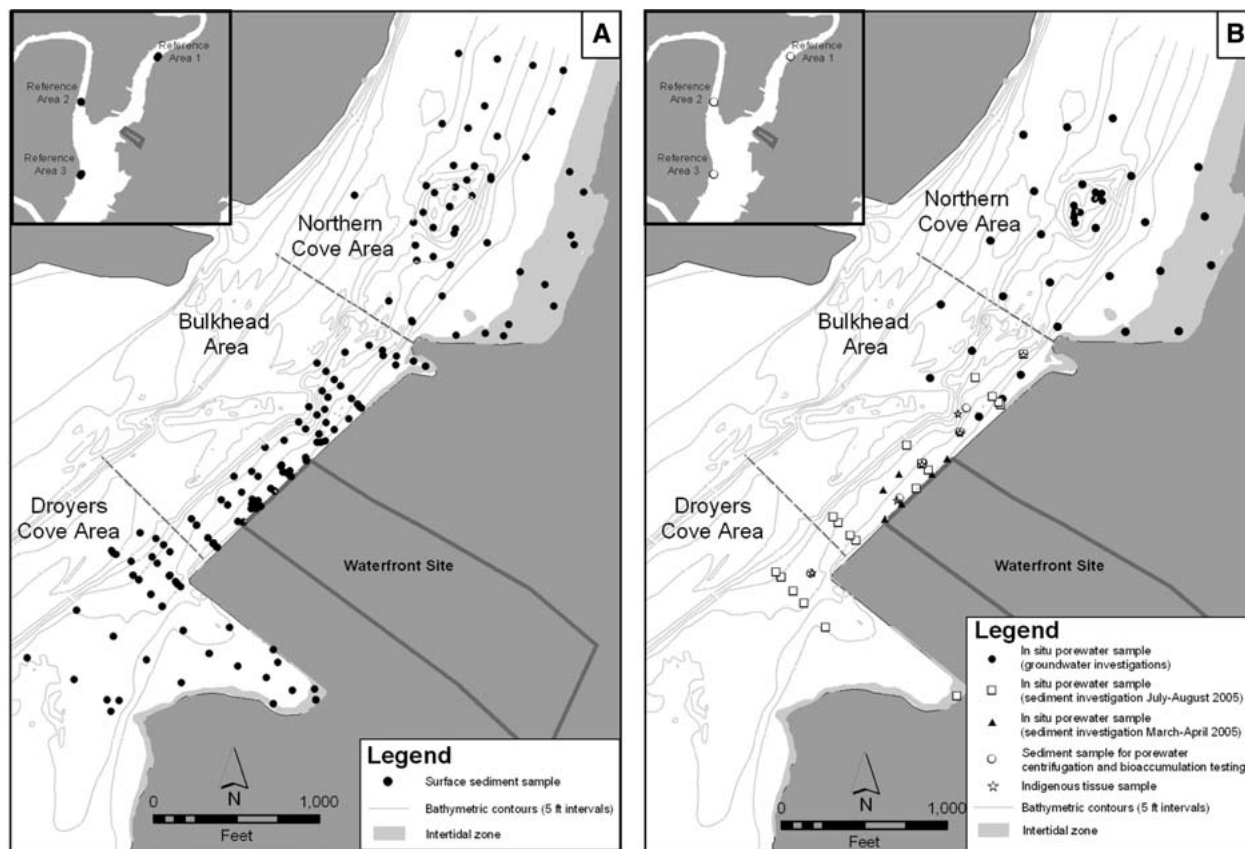 A
Reference
Area 1
Reference
Area 2
Reference
Area 3
Northern
Cove Area
Bulkhead
Area
Droyers
Cove Area
Waterfront Site
N
0
1,000
Feet
Legend
Surface sediment sample
Bathymetric contours (5 ft intervals)
Intertidal zone
B
Reference
Area 1
Reference
Area 2
Reference
Area 3
Northern
Cove Area
Bulkhead
Area
Droyers
Cove Area
Waterfront Site
N
0
1,000
Feet
Legend
In situ porewater sample
(groundwater investigations)
In situ porewater sample
(sediment investigation July-August 2005)
In situ porewater sample
(sediment investigation March-April 2005)
Sediment sample for porewater
centrifugation and bioaccumulation testing
Indigenous tissue sample
Bathymetric contours (5 ft intervals)
Intertidal zone